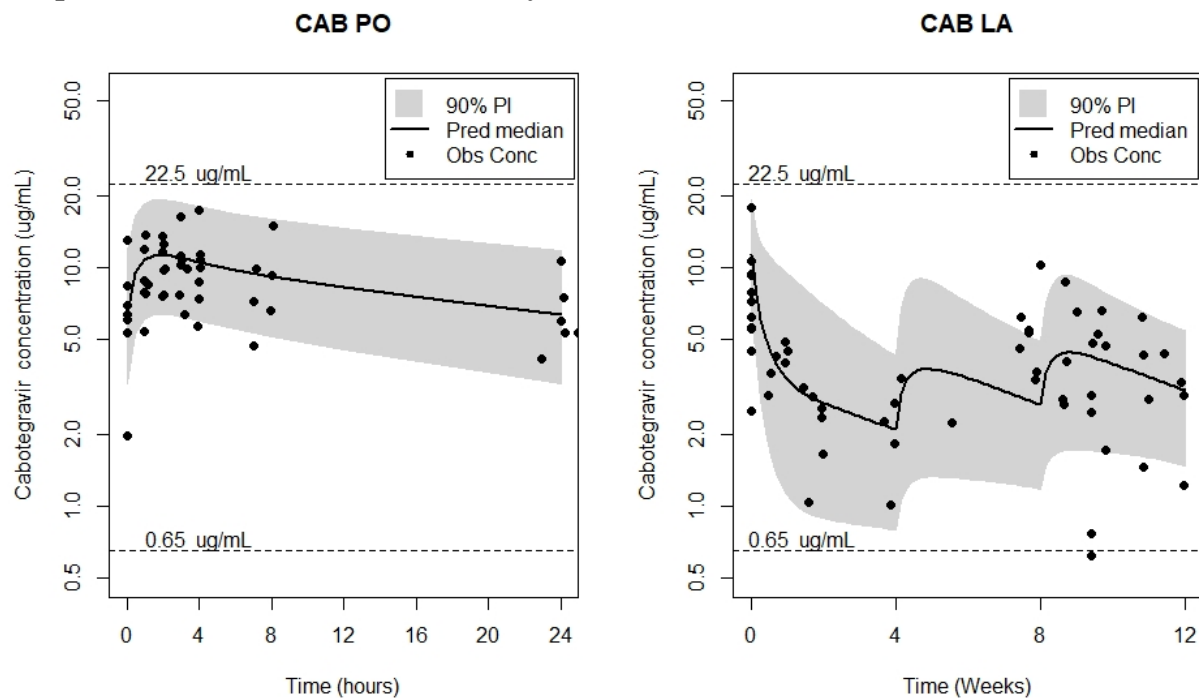 CAB PO
50.0
20.0
10.0
5.0
2.0
1.0
0.5
Cabotegravir concentration (ug/mL)
90% PI
Pred median
Obs Conc
22.5 ug/mL
0.65 ug/mL
0 4 8 12 16 20 24
Time (hours)
CAB LA
50.0
20.0
10.0
5.0
2.0
1.0
0.5
Cabotegravir concentration (ug/mL)
90% PI
Pred median
Obs Conc
22.5 ug/mL
0.65 ug/mL
0 4 8 12
Time (Weeks)